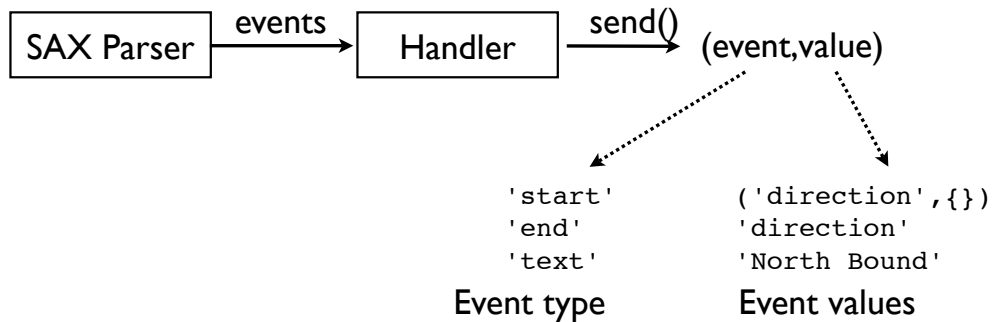 events
send()
SAX Parser
Handler
(event,value)
'start' ('direction',{})
'end' 'direction'
'text' 'North Bound'
Event type Event values